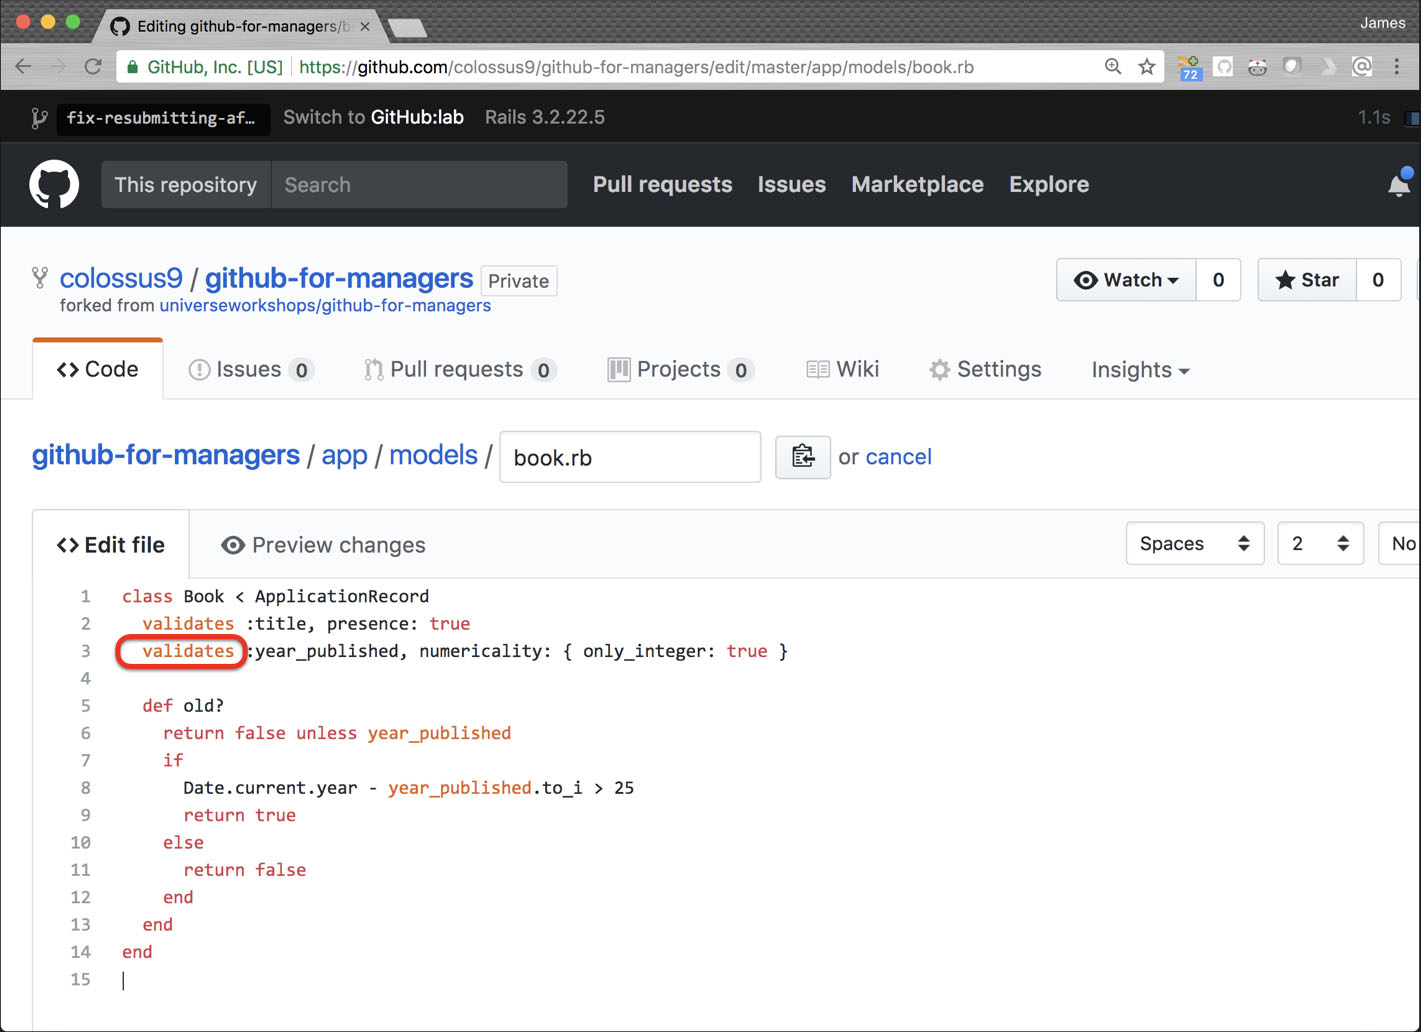 Editing github-for-managers/b
James
GitHub, Inc. [US] https://github.com/colossus9/github-for-managers/edit/master/app/models/book.rb
72
fix-resubmitting-af… Switch to GitHub:lab Rails 3.2.22.5 1.1s
This repository Search Pull requests Issues Marketplace Explore
colossus9 / github-for-managers Private Watch 0 Star 0
forked from universeworkshops/github-for-managers
Code Issues 0 Pull requests 0 Projects 0 Wiki Settings Insights
github-for-managers / app / models / book.rb or cancel
<> Edit file Preview changes Spaces 2 No
1 class Book < ApplicationRecord
2 validates :title, presence: true
3 validates :year_published, numericality: { only_integer: true }
4
5 def old?
6 return false unless year_published
7 if
8 Date.current.year - year_published.to_i > 25
9 return true
10 else
11 return false
12 end
13 end
14 end
15